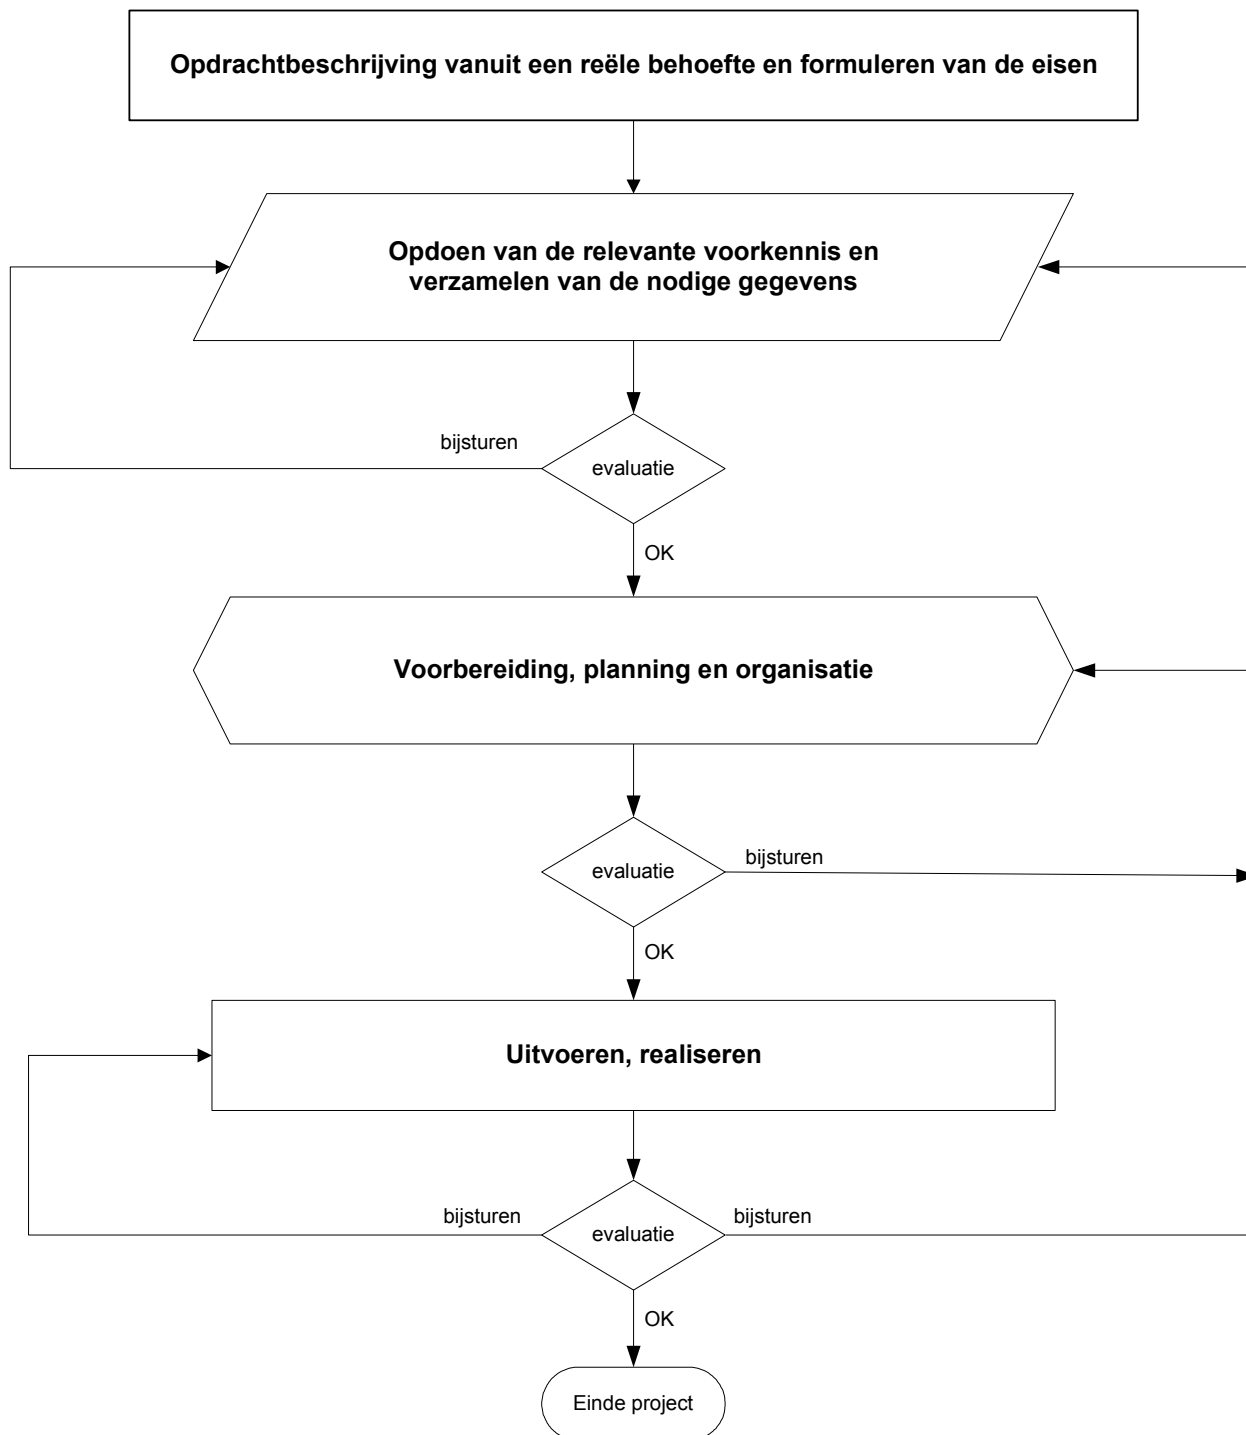 Opdrachtbeschrijving vanuit een reële behoefte en formuleren van de eisen
Opdoen van de relevante voorkennis en
verzamelen van de nodige gegevens
bijsturen
evaluatie
OK
Voorbereiding, planning en organisatie
evaluatie
bijsturen
OK
Uitvoeren, realiseren
bijsturen
evaluatie
bijsturen
OK
Einde project